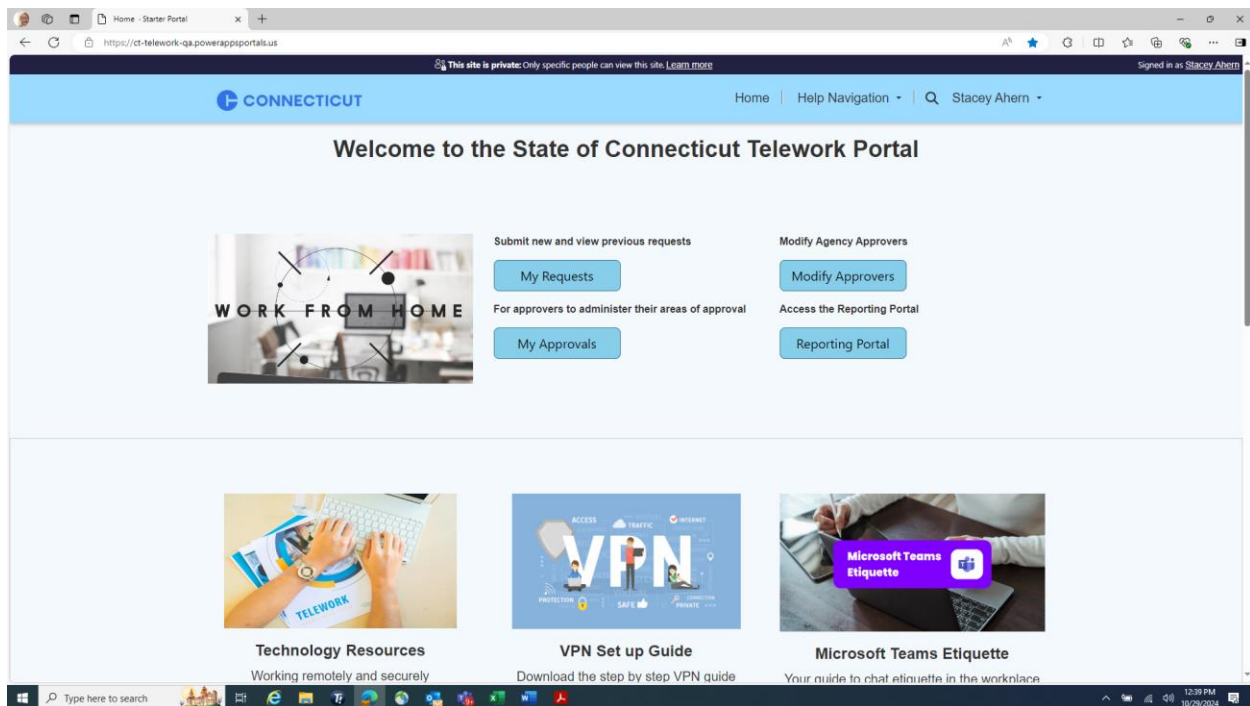 Home - Starter Portal
https://ct-telework-qa.powerappsportals.us
This site is private: Only specific people can view this site. Learn more
Signed in as Stacey Ahern
CONNECTICUT
Home
Help Navigation
Stacey Ahern
Welcome to the State of Connecticut Telework Portal
WORK FROM HOME
Submit new and view previous requests
My Requests
For approvers to administer their areas of approval
My Approvals
Modify Agency Approvers
Modify Approvers
Access the Reporting Portal
Reporting Portal
TELEWORK
Technology Resources
Working remotely and securely
ACCESS
TRAFFIC
INTERNET
VPN
PROTECTION
SAFE
CONNECTION
PRIVATE
VPN Set up Guide
Download the step by step VPN guide
Microsoft Teams
Etiquette
Microsoft Teams Etiquette
Your guide to chat etiquette in the workplace
Type here to search
12:39 PM
10/29/2024